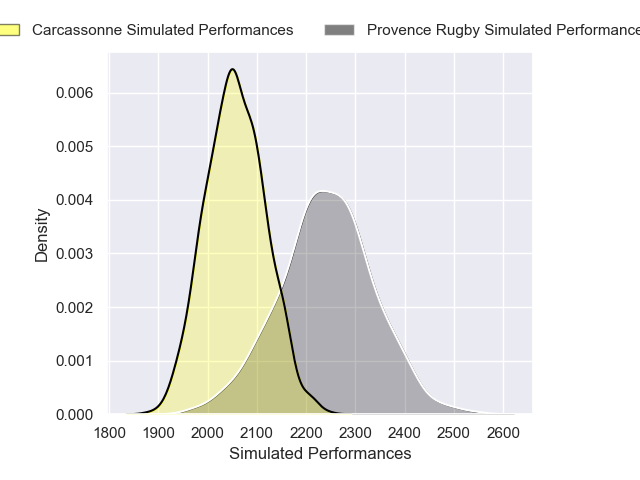 Carcassonne Simulated Performances Provence Rugby Simulated Performance
0.006
0.005
0.004
0.003
0.002
0.001
0.000
Density
1800 1900 2000 2100 2200 2300 2400 2500 2600
Simulated Performances